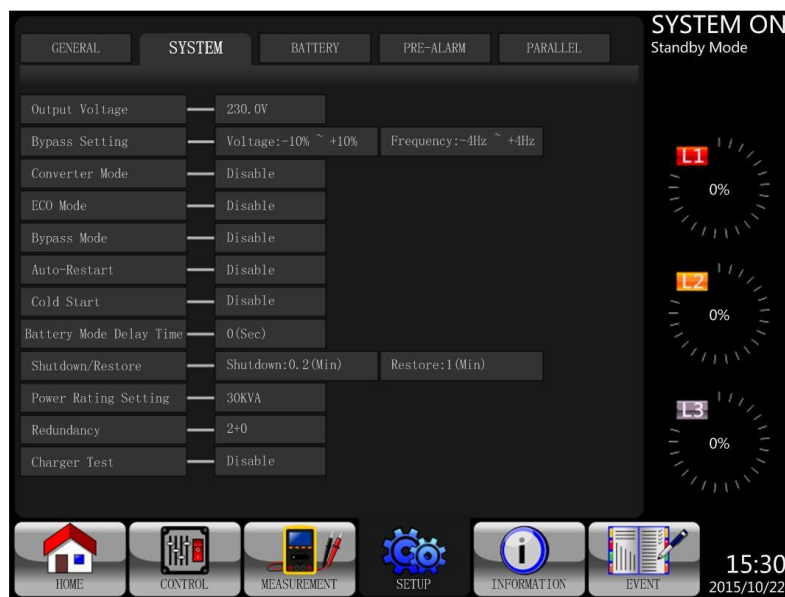 GENERAL SYSTEM BATTERY PRE-ALARM PARALLEL
SYSTEM ON
Standby Mode
Output Voltage 230.0V
Bypass Setting Voltage:-10% ~ +10% Frequency:-4Hz ~ +4Hz
Converter Mode Disable
ECO Mode Disable
Bypass Mode Disable
Auto-Restart Disable
Cold Start Disable
Battery Mode Delay Time 0(Sec)
Shutdown/Restore Shutdown:0.2(Min) Restore:1(Min)
Power Rating Setting 30KVA
Redundancy 2+0
Charger Test Disable
L1
0%
L2
0%
L3
0%
HOME CONTROL MEASUREMENT SETUP INFORMATION EVENT
15:30
2015/10/22